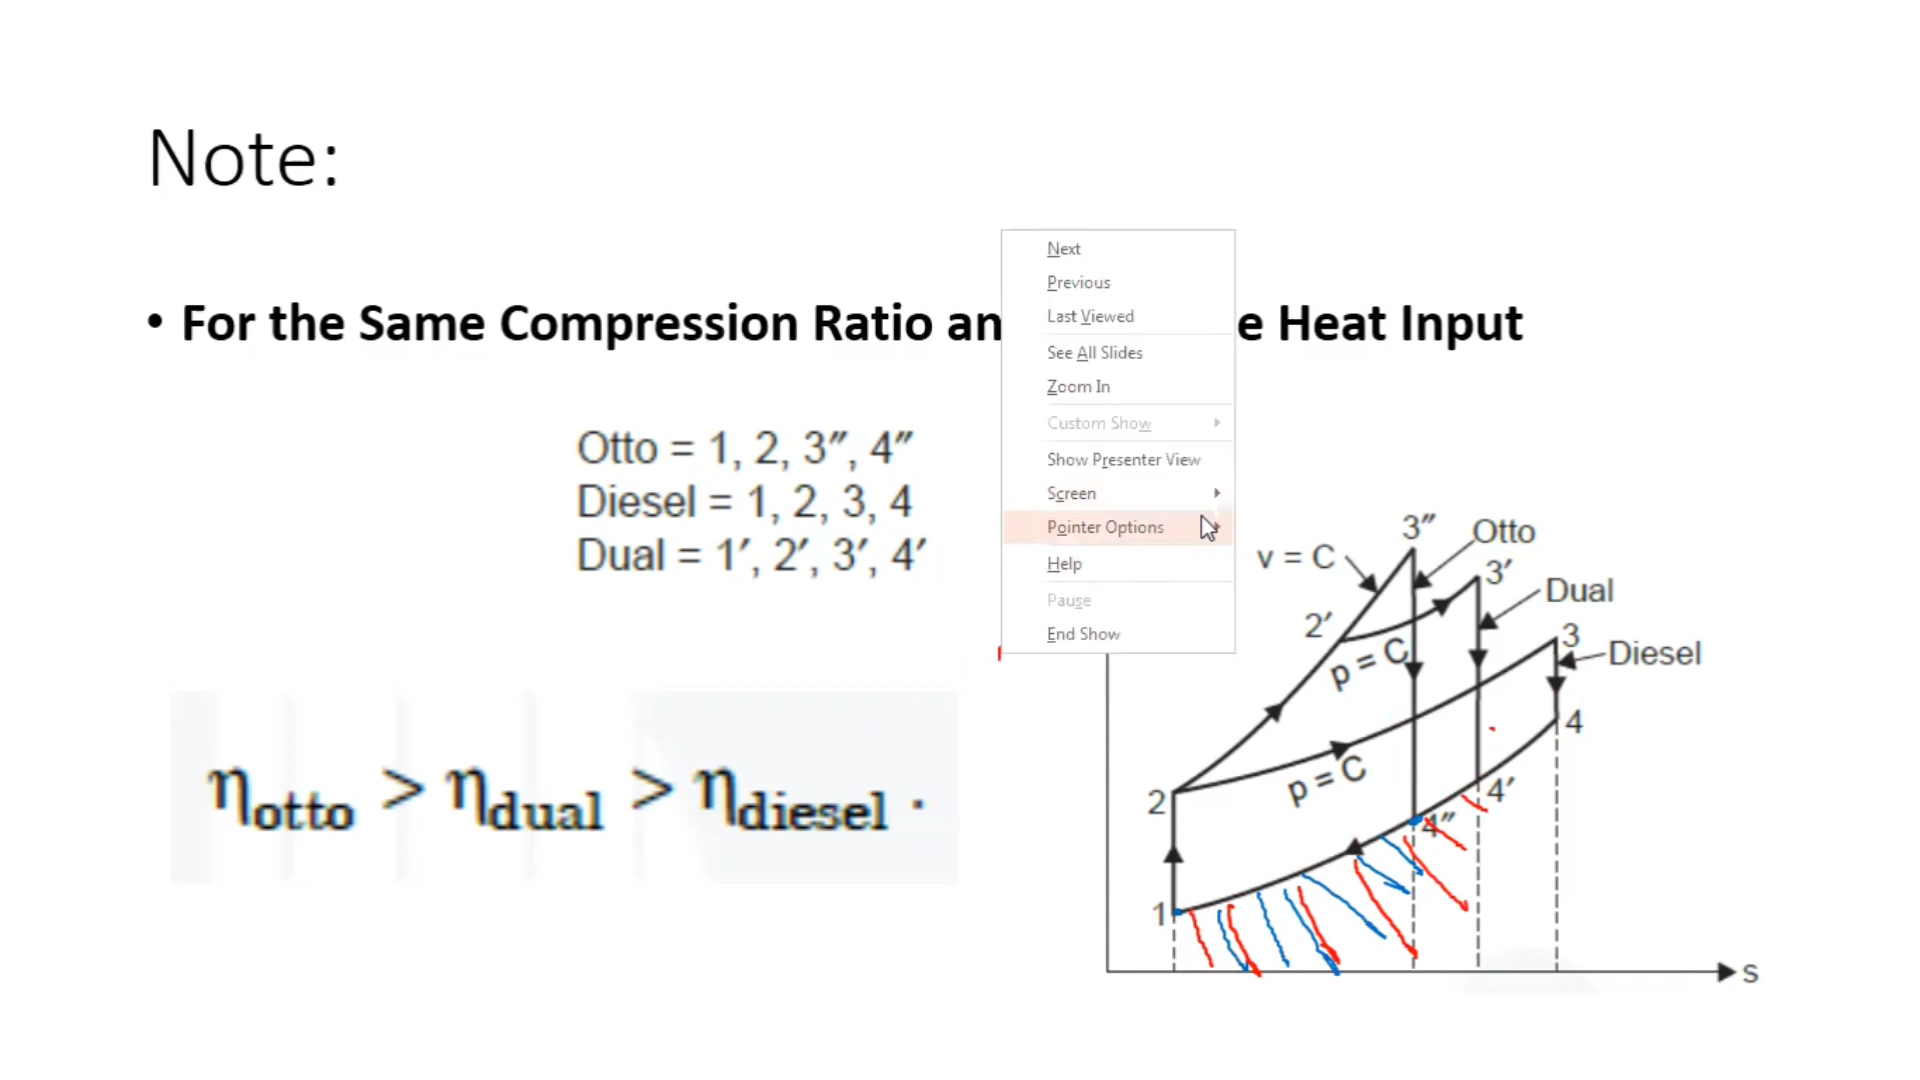 Note:
• For the Same Compression Ratio an
e Heat Input
Next
Previous
Last Viewed
See All Slides
Zoom In
Custom Show
Show Presenter View
Screen
Pointer Options
Help
Pause
End Show
Otto = 1, 2, 3″, 4″
Diesel = 1, 2, 3, 4
Dual = 1′, 2′, 3′, 4′
ηotto > ηdual > ηdiesel .
3″
Otto
v = C
3′
Dual
2′
3
p = C
Diesel
4
p = C
2
4′
4″
1
s